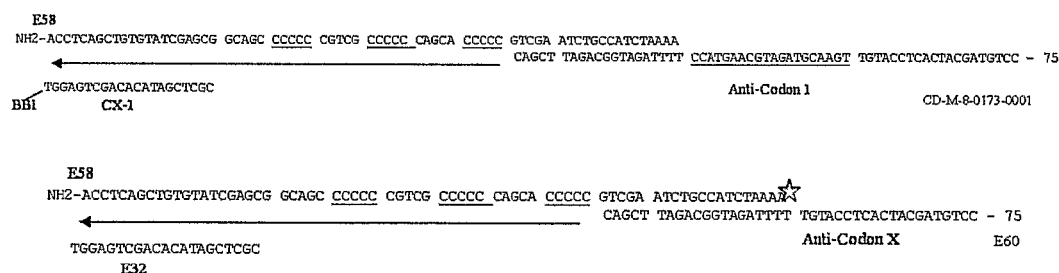 E58
NH2-ACCTCAGCTGTGTATCGAGCGG GCAGC CCCCC CGTCG CCCCC CAGCA CCCCC GTCGA ATCTGCCATCTAAAA
CAGCT TAGACGGTAGATTTT CCATGAACGTAGATGCAAGT TGTACCTCACTACGATGTCC - 75
TGGAGTCGACACATAGCTCGC
BB1 CX-1 Anti-Codon 1 CD-M-8-0173-0001
E58
NH2-ACCTCAGCTGTGTATCGAGCGG GCAGC CCCCC CGTCG CCCCC CAGCA CCCCC GTCGA ATCTGCCATCTAAAA
CAGCT TAGACGGTAGATTTT TGTACCTCACTACGATGTCC - 75
Anti-Codon X E60
TGGAGTCGACACATAGCTCGC
E32